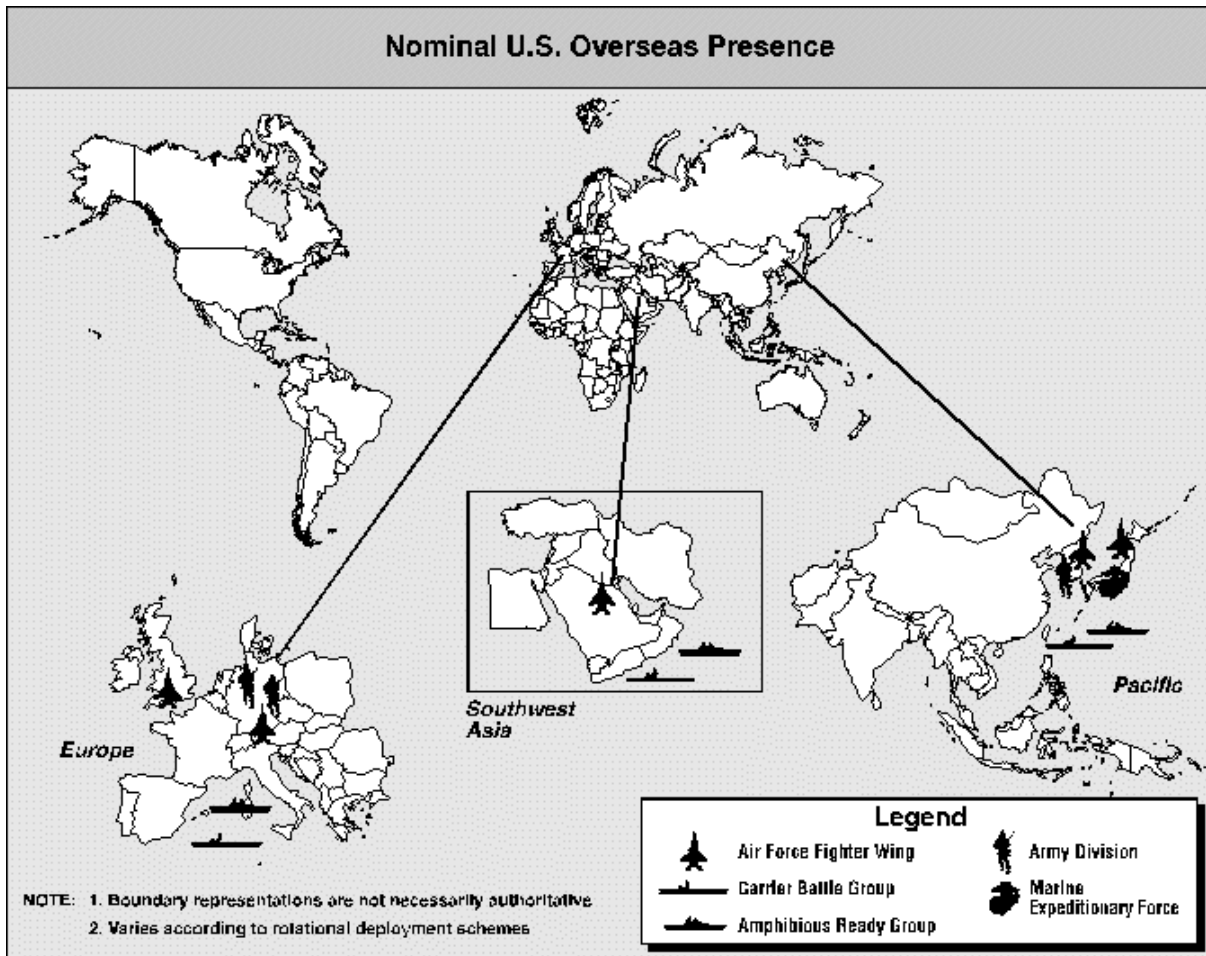 Nominal U.S. Overseas Presence
Europe
Southwest
Asia
Pacific
Legend
Air Force Fighter Wing
Army Division
Carrier Battle Group
Marine
Expeditionary Force
Amphibious Ready Group
NOTE: 1. Boundary representations are not necessarily authoritative
2. Varies according to rotational deployment schemes